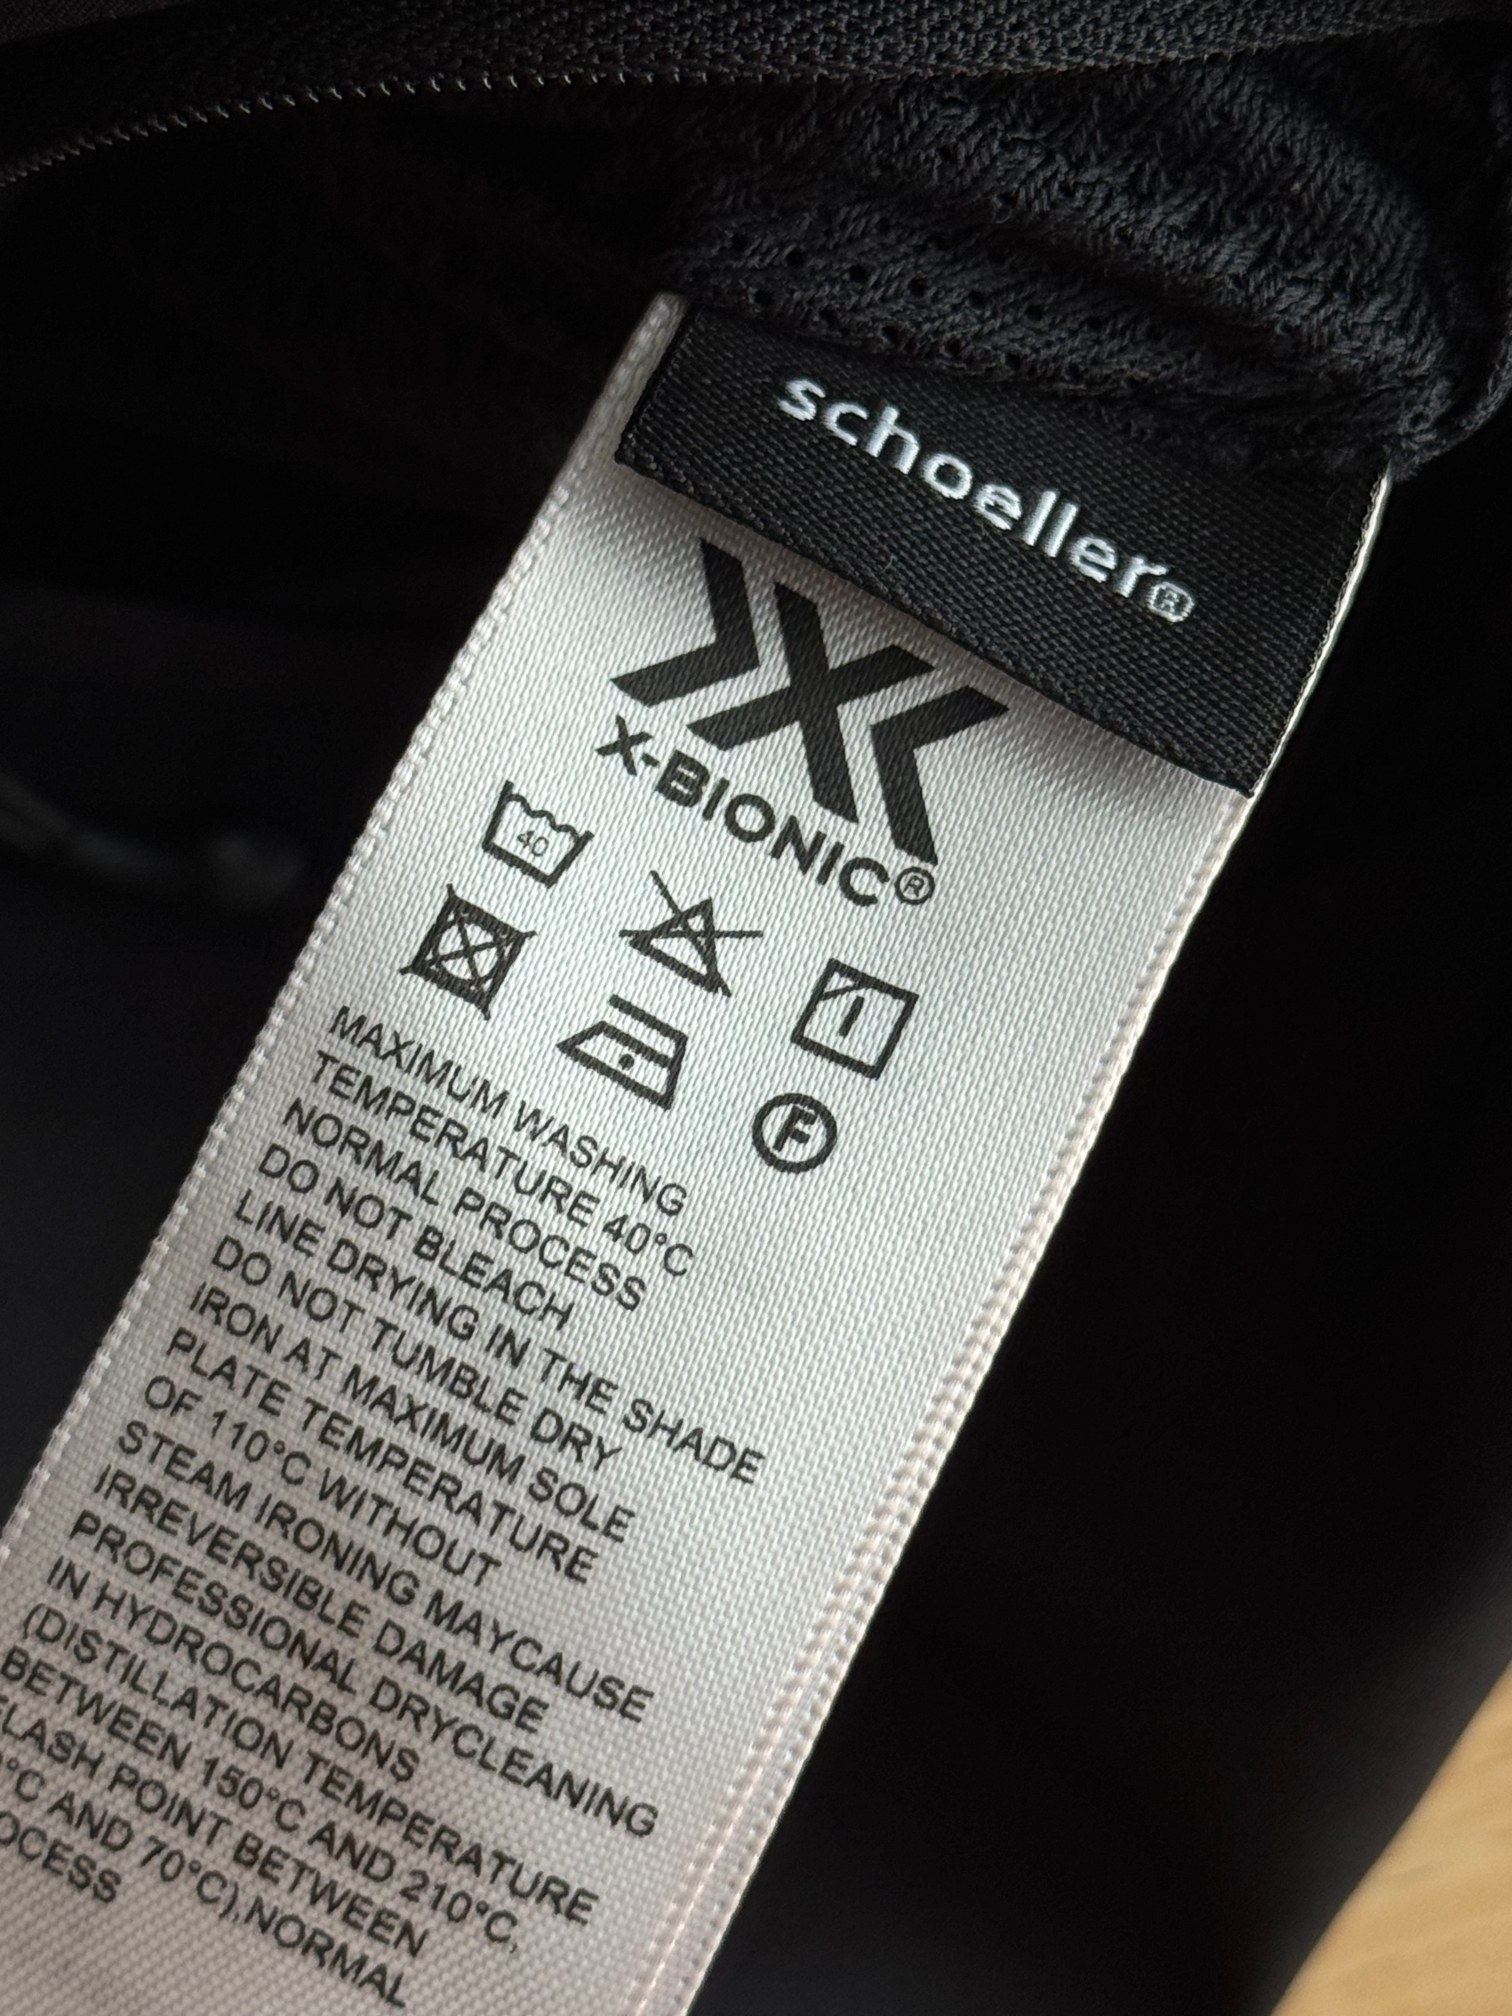 schoeller®
X-BIONIC®
40
F
MAXIMUM WASHING
TEMPERATURE 40°C
NORMAL PROCESS
DO NOT BLEACH
LINE DRYING IN THE SHADE
DO NOT TUMBLE DRY
IRON AT MAXIMUM SOLE
PLATE TEMPERATURE
OF 110°C WITHOUT
STEAM IRONING MAYCAUSE
IRREVERSIBLE DAMAGE
PROFESSIONAL DRYCLEANING
IN HYDROCARBONS
(DISTILLATION TEMPERATURE
BETWEEN 150°C AND 210°C,
POINT BETWEEN
AND 70°C),NORMAL